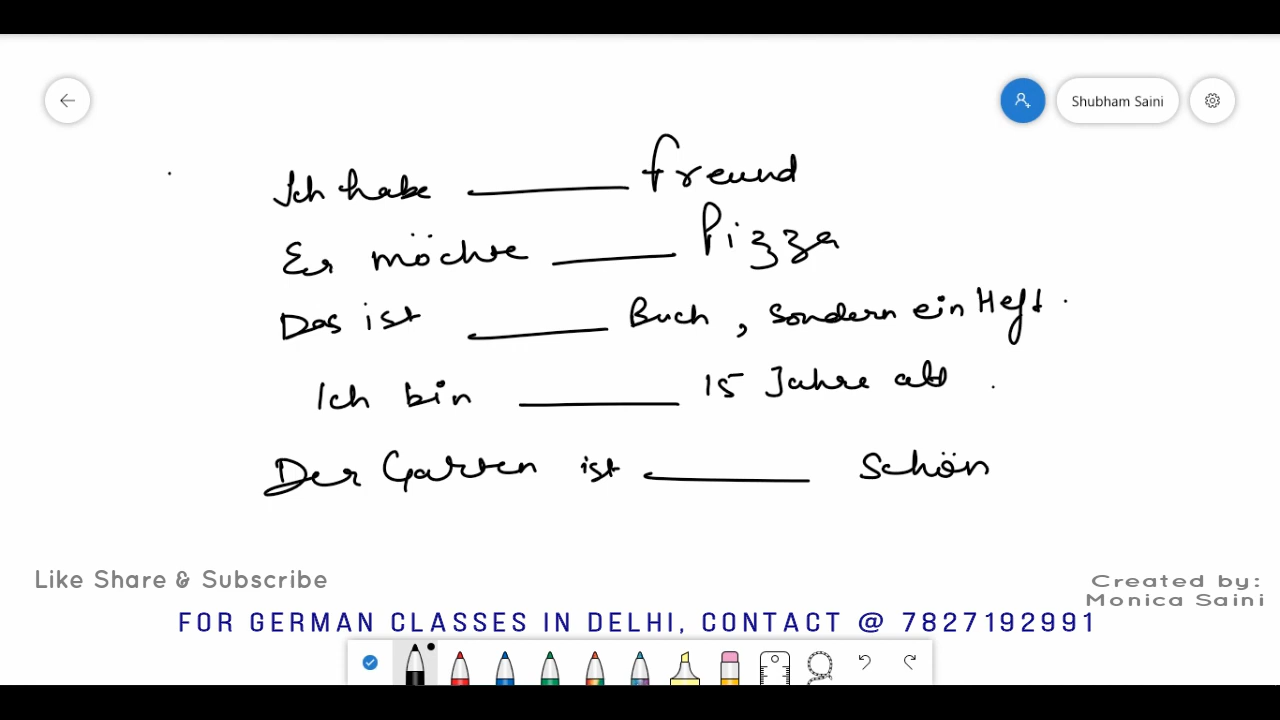 Shubham Saini
Ich habe ______ freund
Er möchte ______ Pizza
Das ist ______ Buch, sondern ein Heft.
Ich bin ______ 15 Jahre alt.
Der Garten ist ______ schön
Like Share & Subscribe
Created by:
Monica Saini
FOR GERMAN CLASSES IN DELHI, CONTACT @ 7827192991